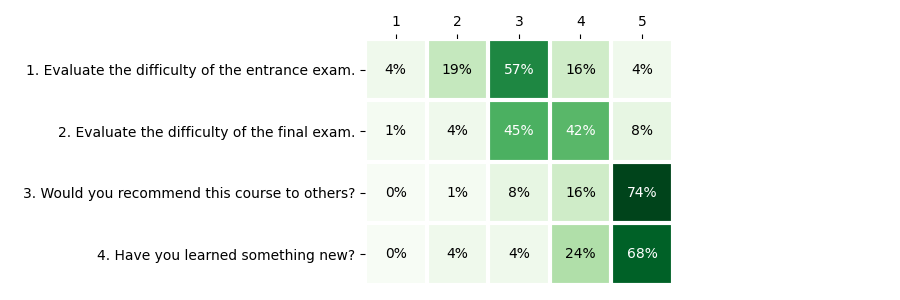 1 2 3 4 5
1. Evaluate the difficulty of the entrance exam. 4% 19% 57% 16% 4%
2. Evaluate the difficulty of the final exam. 1% 4% 45% 42% 8%
3. Would you recommend this course to others? 0% 1% 8% 16% 74%
4. Have you learned something new? 0% 4% 4% 24% 68%